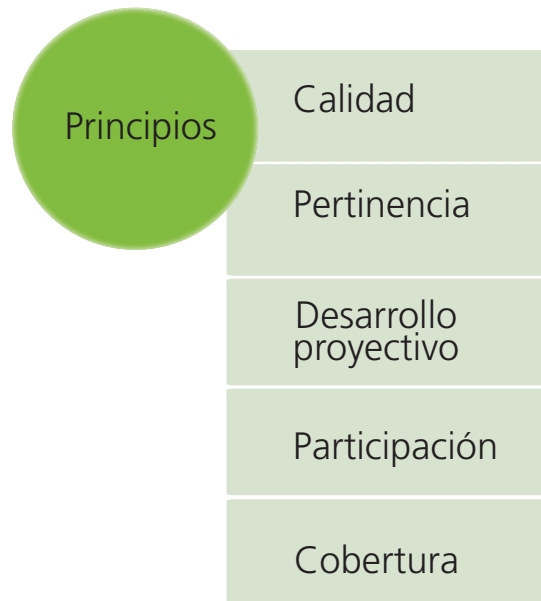 Principios
Calidad
Pertinencia
Desarrollo
proyectivo
Participación
Cobertura